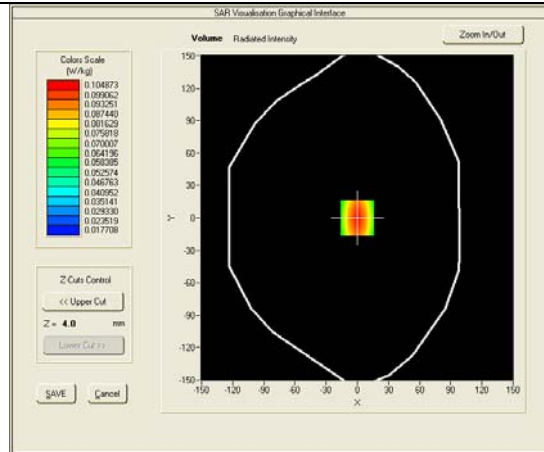 SAR Visualisation Graphical Interface
Volume Radiated Intensity
Zoom In/Out
Colors Scale
(W/kg)
0.104873
0.099062
0.093251
0.087440
0.081629
0.075818
0.070007
0.064196
0.058385
0.052574
0.046763
0.040952
0.035141
0.029330
0.023519
0.017708
Z Cuts Control
<< Upper Cut
Z = 4.0 mm
Lower Cut >>
SAVE Cancel
150-
120-
90-
60-
30-
Y
0-
-30-
-60-
-90-
-120-
-150-
-150 -120 -90 -60 -30 0 30 60 90 120 150
X